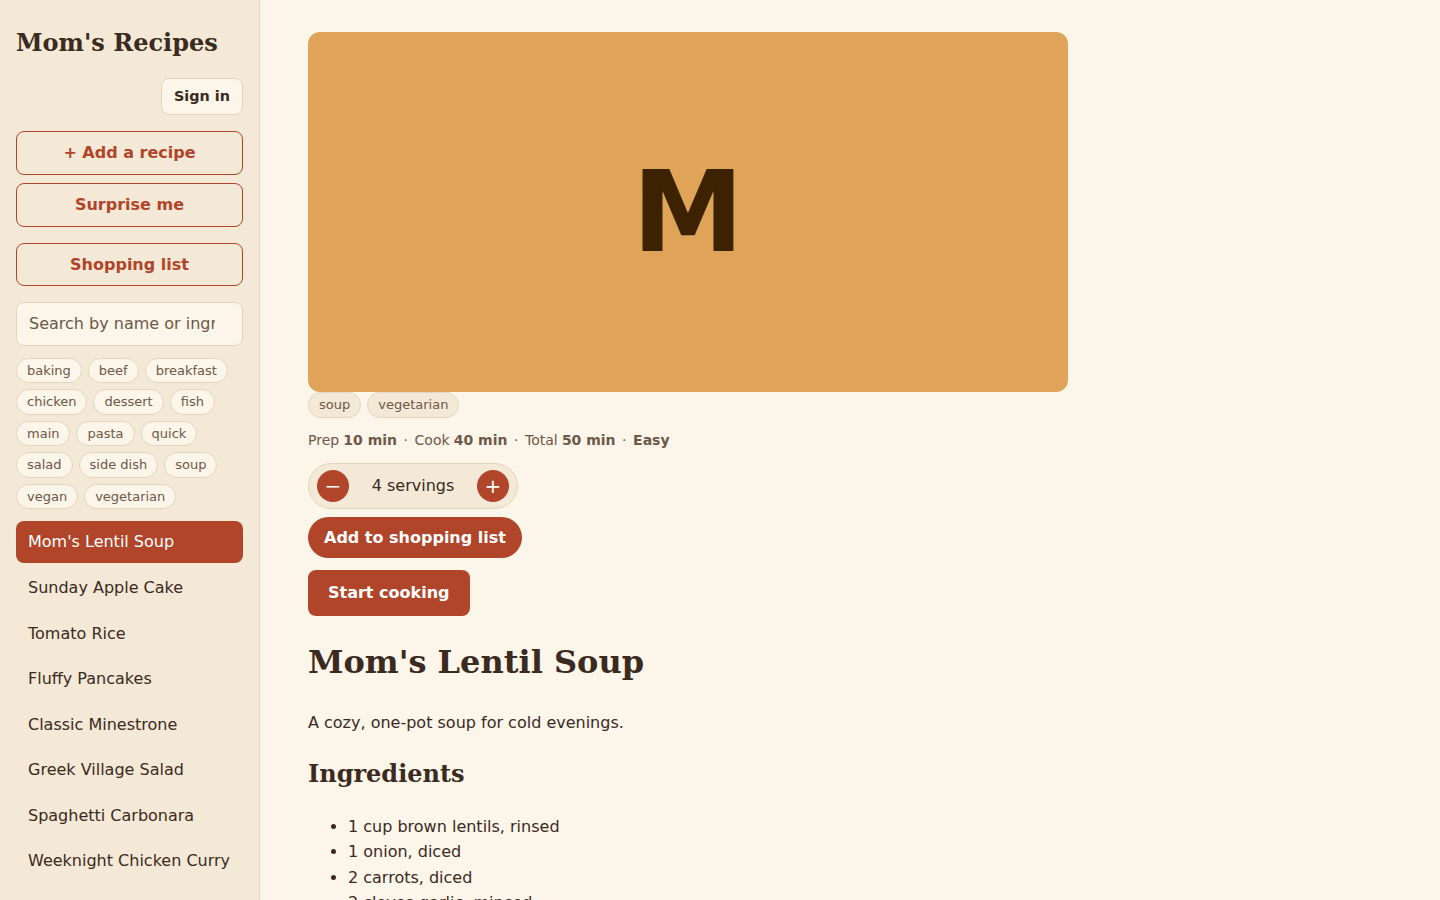 Mom's Recipes
Sign in
+ Add a recipe
Surprise me
Shopping list
Search by name or ingr
baking beef breakfast
chicken dessert fish
main pasta quick
salad side dish soup
vegan vegetarian
Mom's Lentil Soup
Sunday Apple Cake
Tomato Rice
Fluffy Pancakes
Classic Minestrone
Greek Village Salad
Spaghetti Carbonara
Weeknight Chicken Curry
M
soup vegetarian
Prep 10 min · Cook 40 min · Total 50 min · Easy
− 4 servings +
Add to shopping list
Start cooking
Mom's Lentil Soup
A cozy, one-pot soup for cold evenings.
Ingredients
• 1 cup brown lentils, rinsed
• 1 onion, diced
• 2 carrots, diced
• 2 cloves garlic, minced